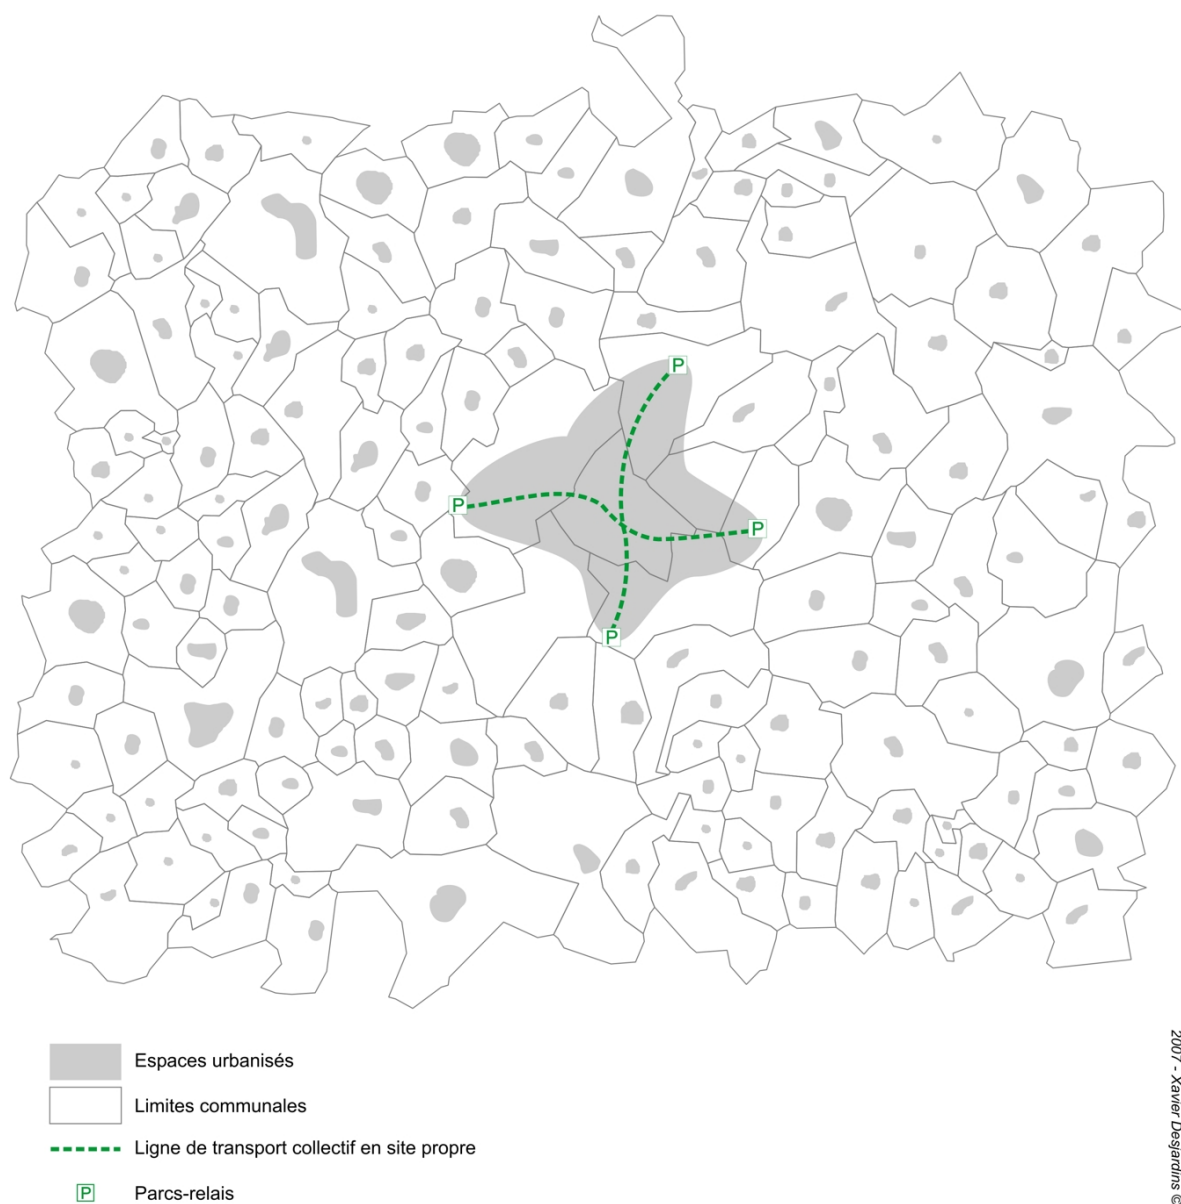 P
P
P
P
Espaces urbanisés
Limites communales
Ligne de transport collectif en site propre
P Parcs-relais
2007 - Xavier Desjardins ©